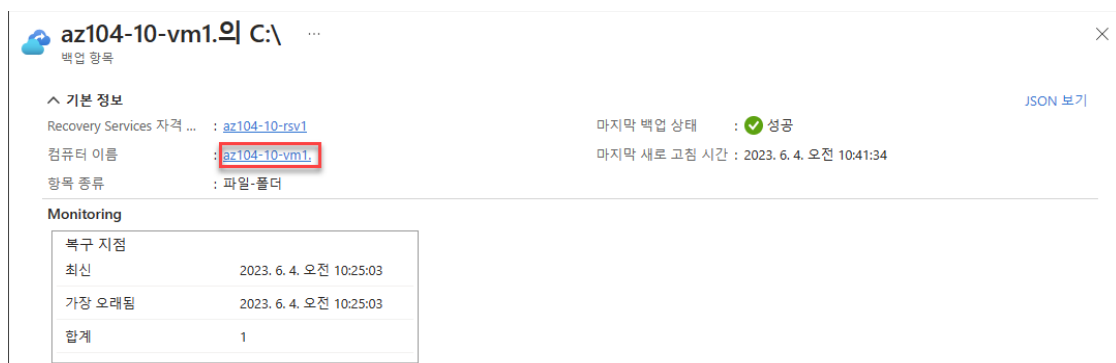 az104-10-vm1.의 C:\ ...
백업 항목
기본 정보
JSON 보기
Recovery Services 자격 ... : az104-10-rsv1
마지막 백업 상태 : 성공
컴퓨터 이름 : az104-10-vm1.
마지막 새로 고침 시간 : 2023. 6. 4. 오전 10:41:34
항목 종류 : 파일-폴더
Monitoring
복구 지점
최신 2023. 6. 4. 오전 10:25:03
가장 오래됨 2023. 6. 4. 오전 10:25:03
합계 1